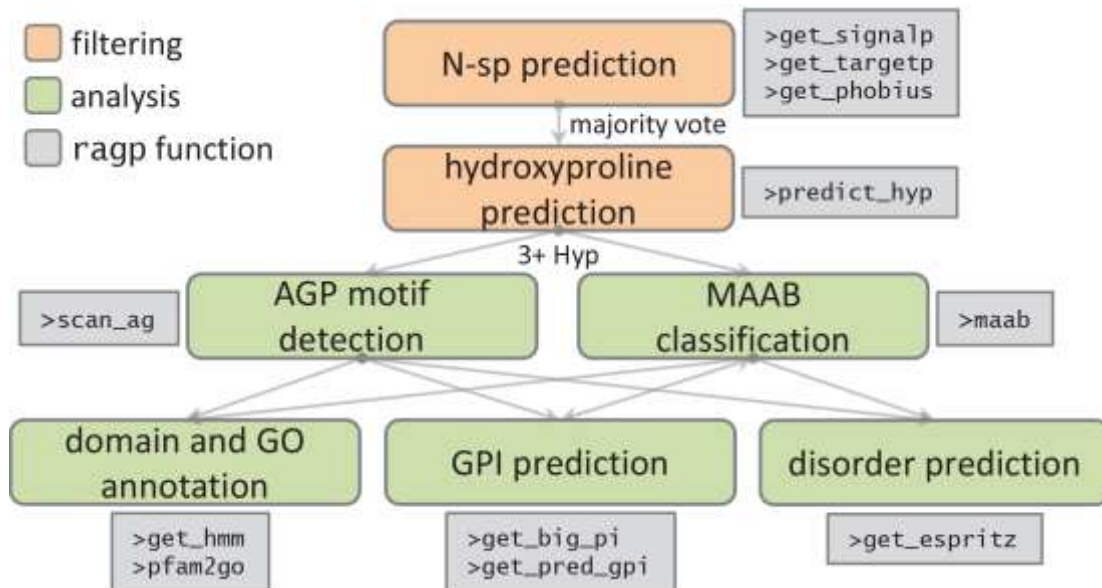 filtering
analysis
ragp function
N-sp prediction
>get_signalp
>get_targetp
>get_phobius
majority vote
hydroxyproline
prediction
>predict_hyp
3+ Hyp
>scan_ag
AGP motif
detection
MAAB
classification
>maab
domain and GO
annotation
GPI prediction
disorder prediction
>get_hmm
>pfam2go
>get_big_pi
>get_pred_gpi
>get_espritz